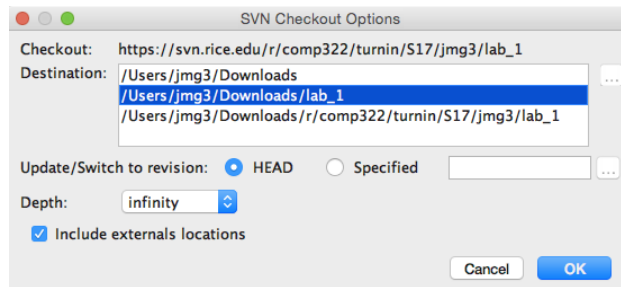 SVN Checkout Options
Checkout: https://svn.rice.edu/r/comp322/turnin/S17/jmg3/lab_1
Destination: /Users/jmg3/Downloads
/Users/jmg3/Downloads/lab_1
/Users/jmg3/Downloads/r/comp322/turnin/S17/jmg3/lab_1
...
Update/Switch to revision: HEAD Specified ...
Depth: infinity
Include externals locations
Cancel OK